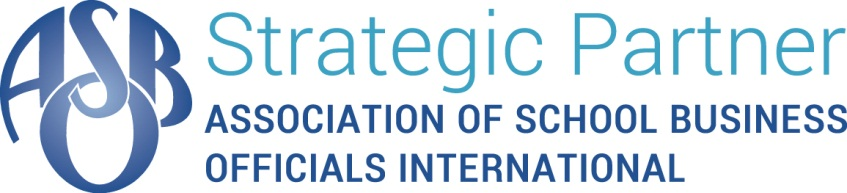 ASBO
Strategic Partner
ASSOCIATION OF SCHOOL BUSINESS
OFFICIALS INTERNATIONAL